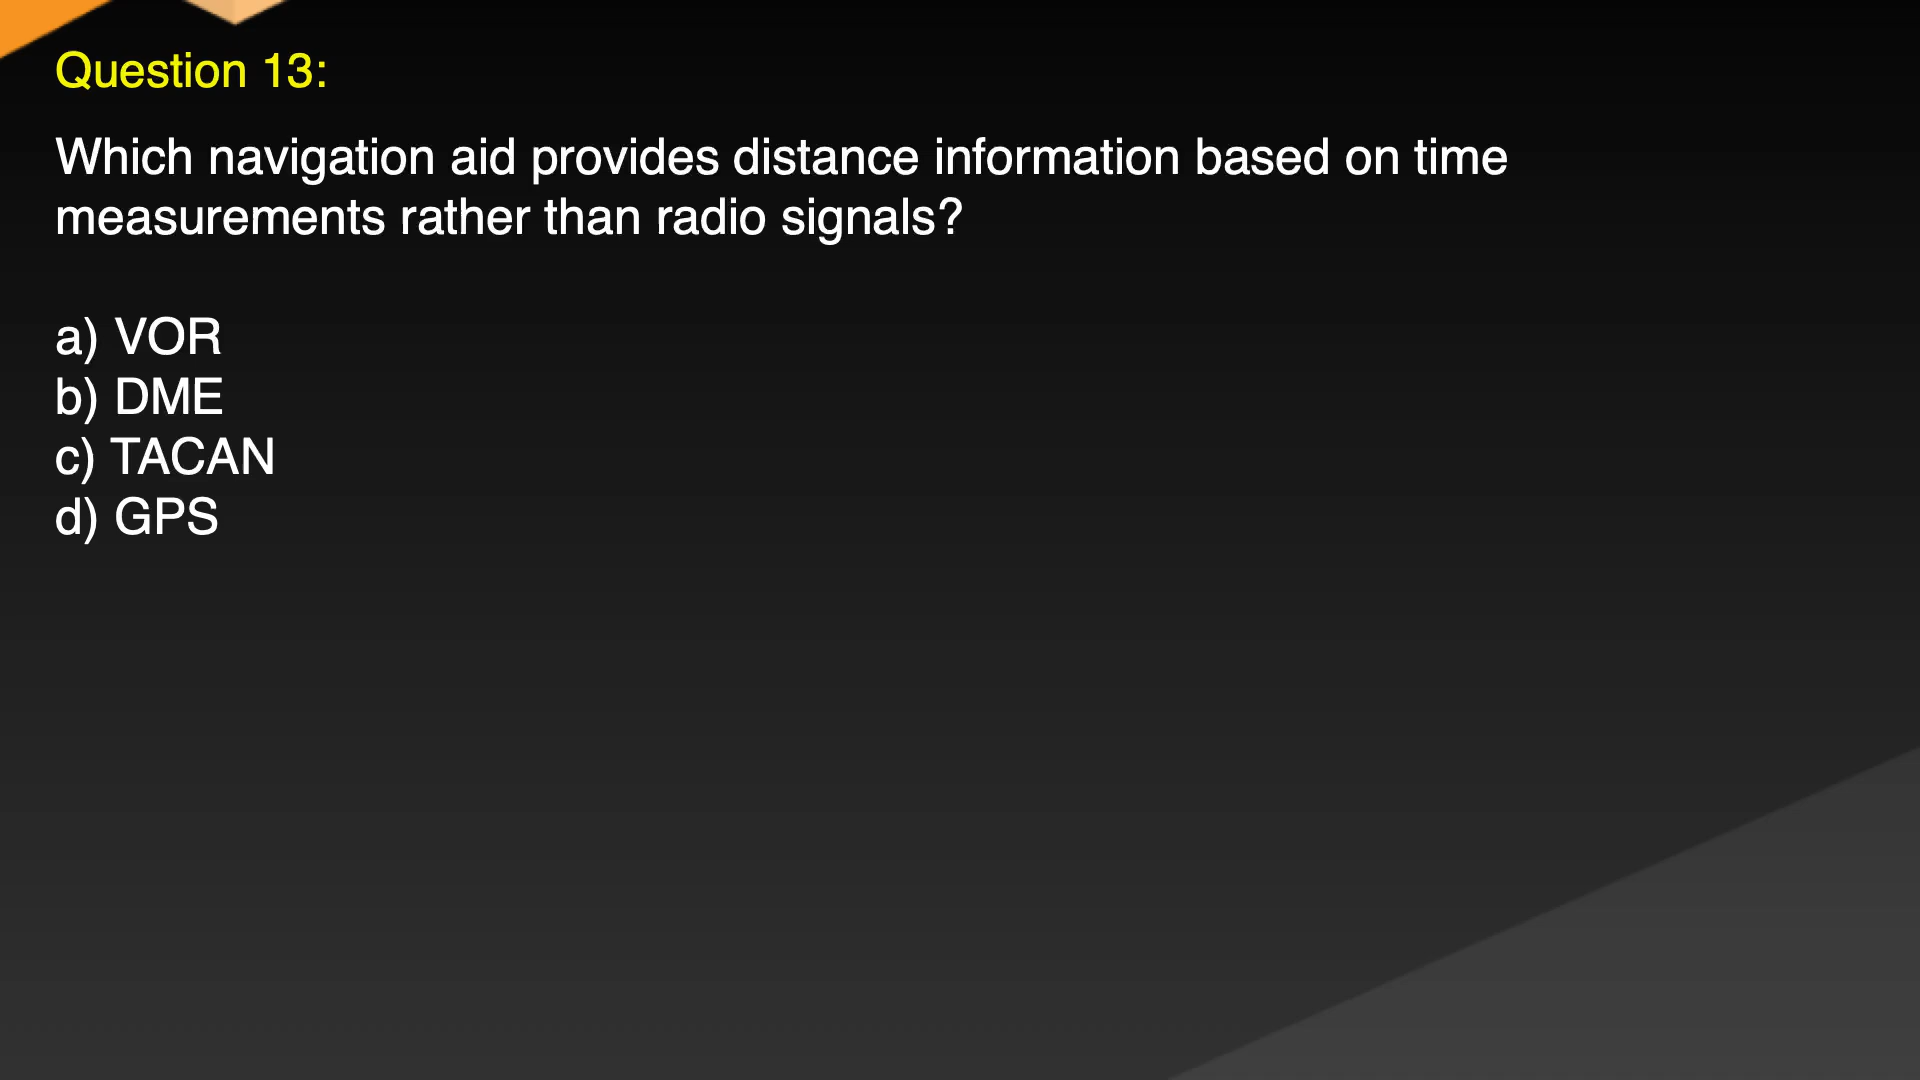 Question 13:
Which navigation aid provides distance information based on time
measurements rather than radio signals?
a) VOR
b) DME
c) TACAN
d) GPS